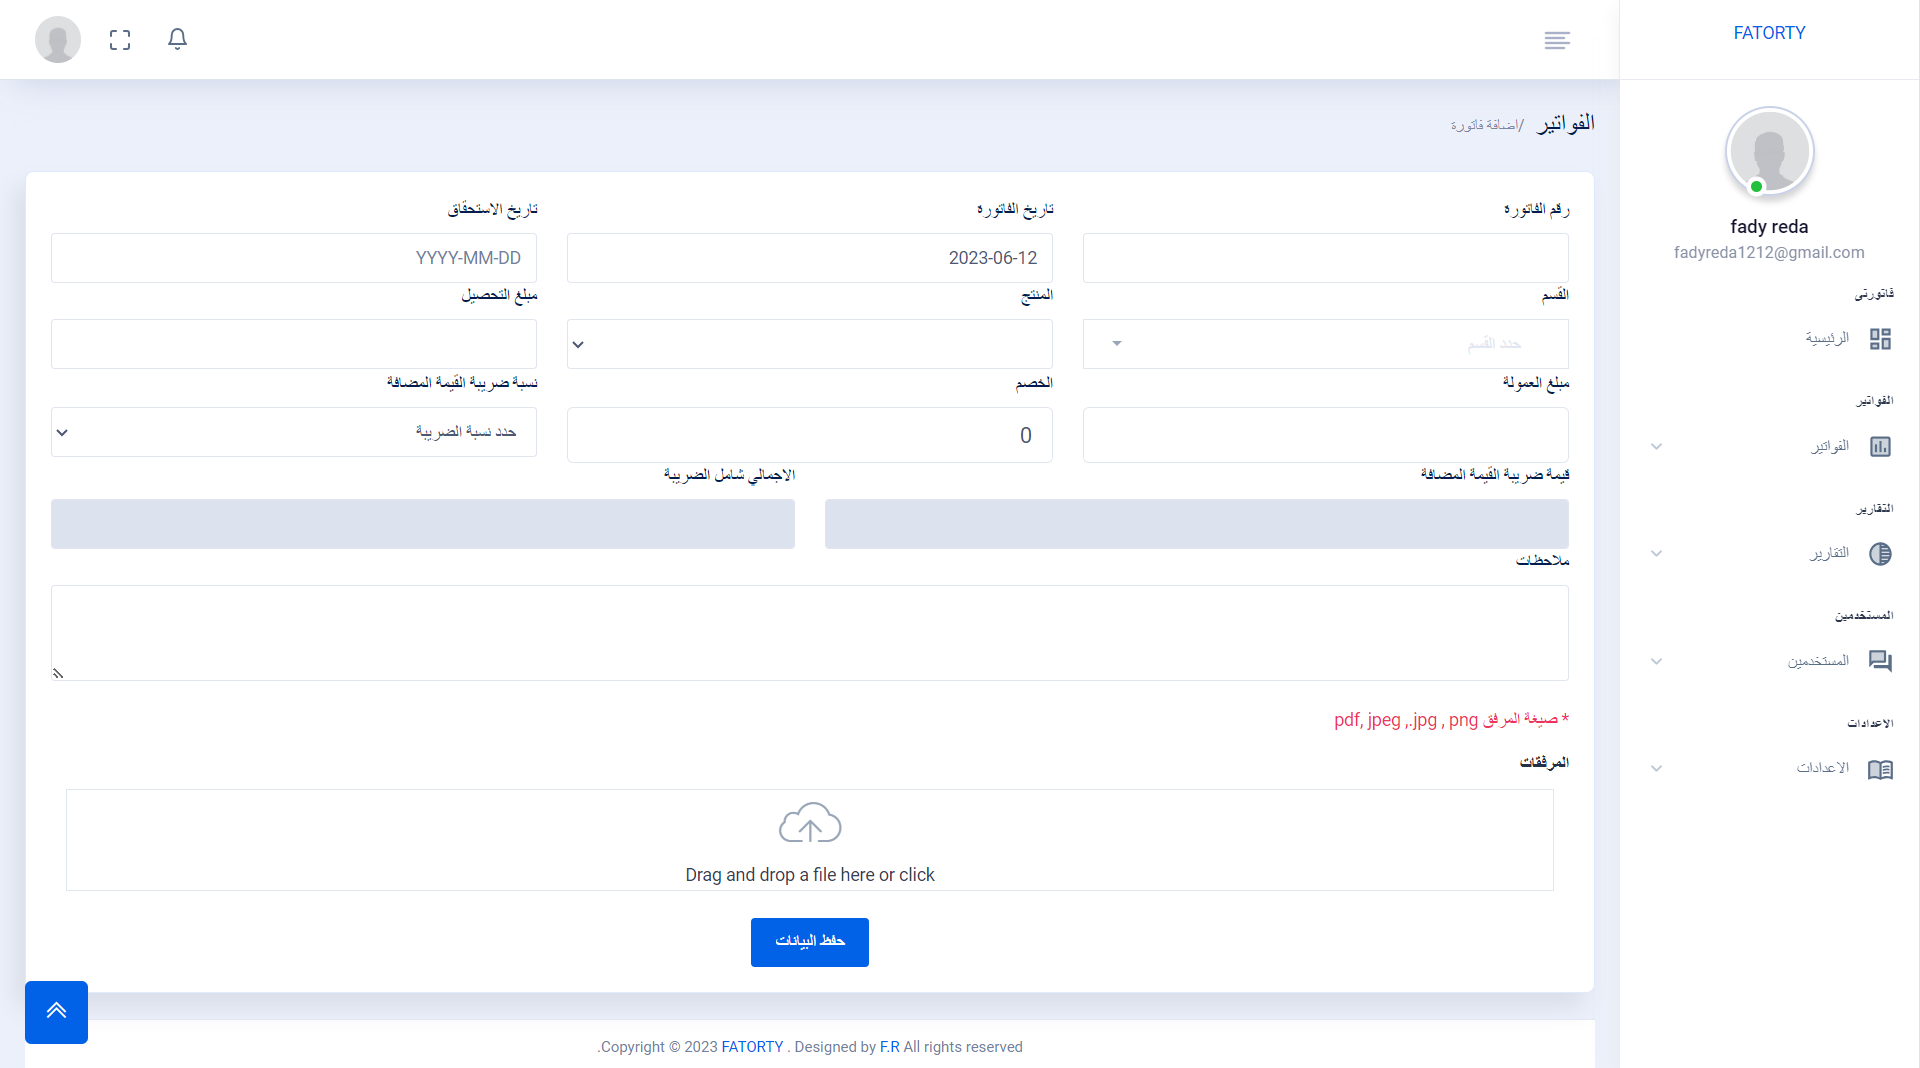 FATORTY
fady reda
fadyreda1212@gmail.com
فاتورتى
الرئيسية
الفواتير
الفواتير
التقارير
التقارير
المستخدمين
المستخدمين
الاعدادات
الاعدادات
الفواتير /اضافة فاتورة
رقم الفاتورة
تاريخ الفاتورة
2023-06-12
تاريخ الاستحقاق
YYYY-MM-DD
القسم
حدد القسم
المنتج
مبلغ التحصيل
مبلغ العمولة
الخصم
0
نسبة ضريبة القيمة المضافة
حدد نسبة الضريبة
قيمة ضريبة القيمة المضافة
الاجمالي شامل الضريبة
ملاحظات
* صيغة المرفق pdf, jpeg ,.jpg , png
المرفقات
Drag and drop a file here or click
حفظ البيانات
.Copyright © 2023 FATORTY . Designed by F.R All rights reserved